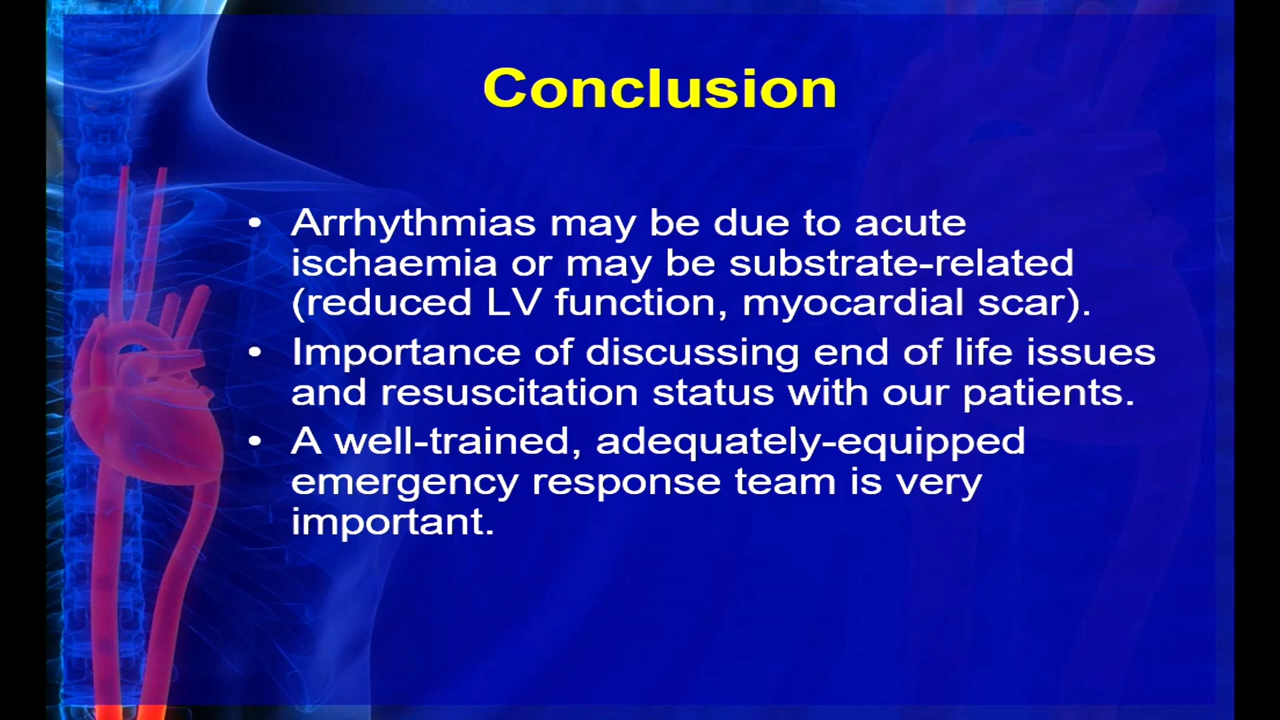 Conclusion
• Arrhythmias may be due to acute
ischaemia or may be substrate-related
(reduced LV function, myocardial scar).
• Importance of discussing end of life issues
and resuscitation status with our patients.
• A well-trained, adequately-equipped
emergency response team is very
important.